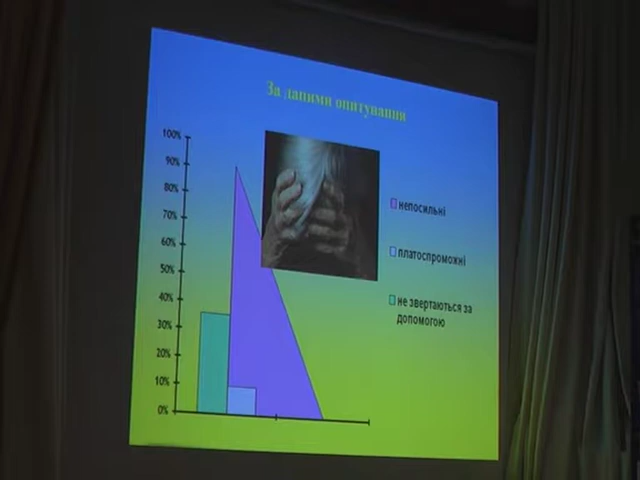 За даними опитування
100%
90%
80%
70%
60%
50%
40%
30%
20%
10%
0%
непосильні
платоспроможні
не звертаються за
допомогою